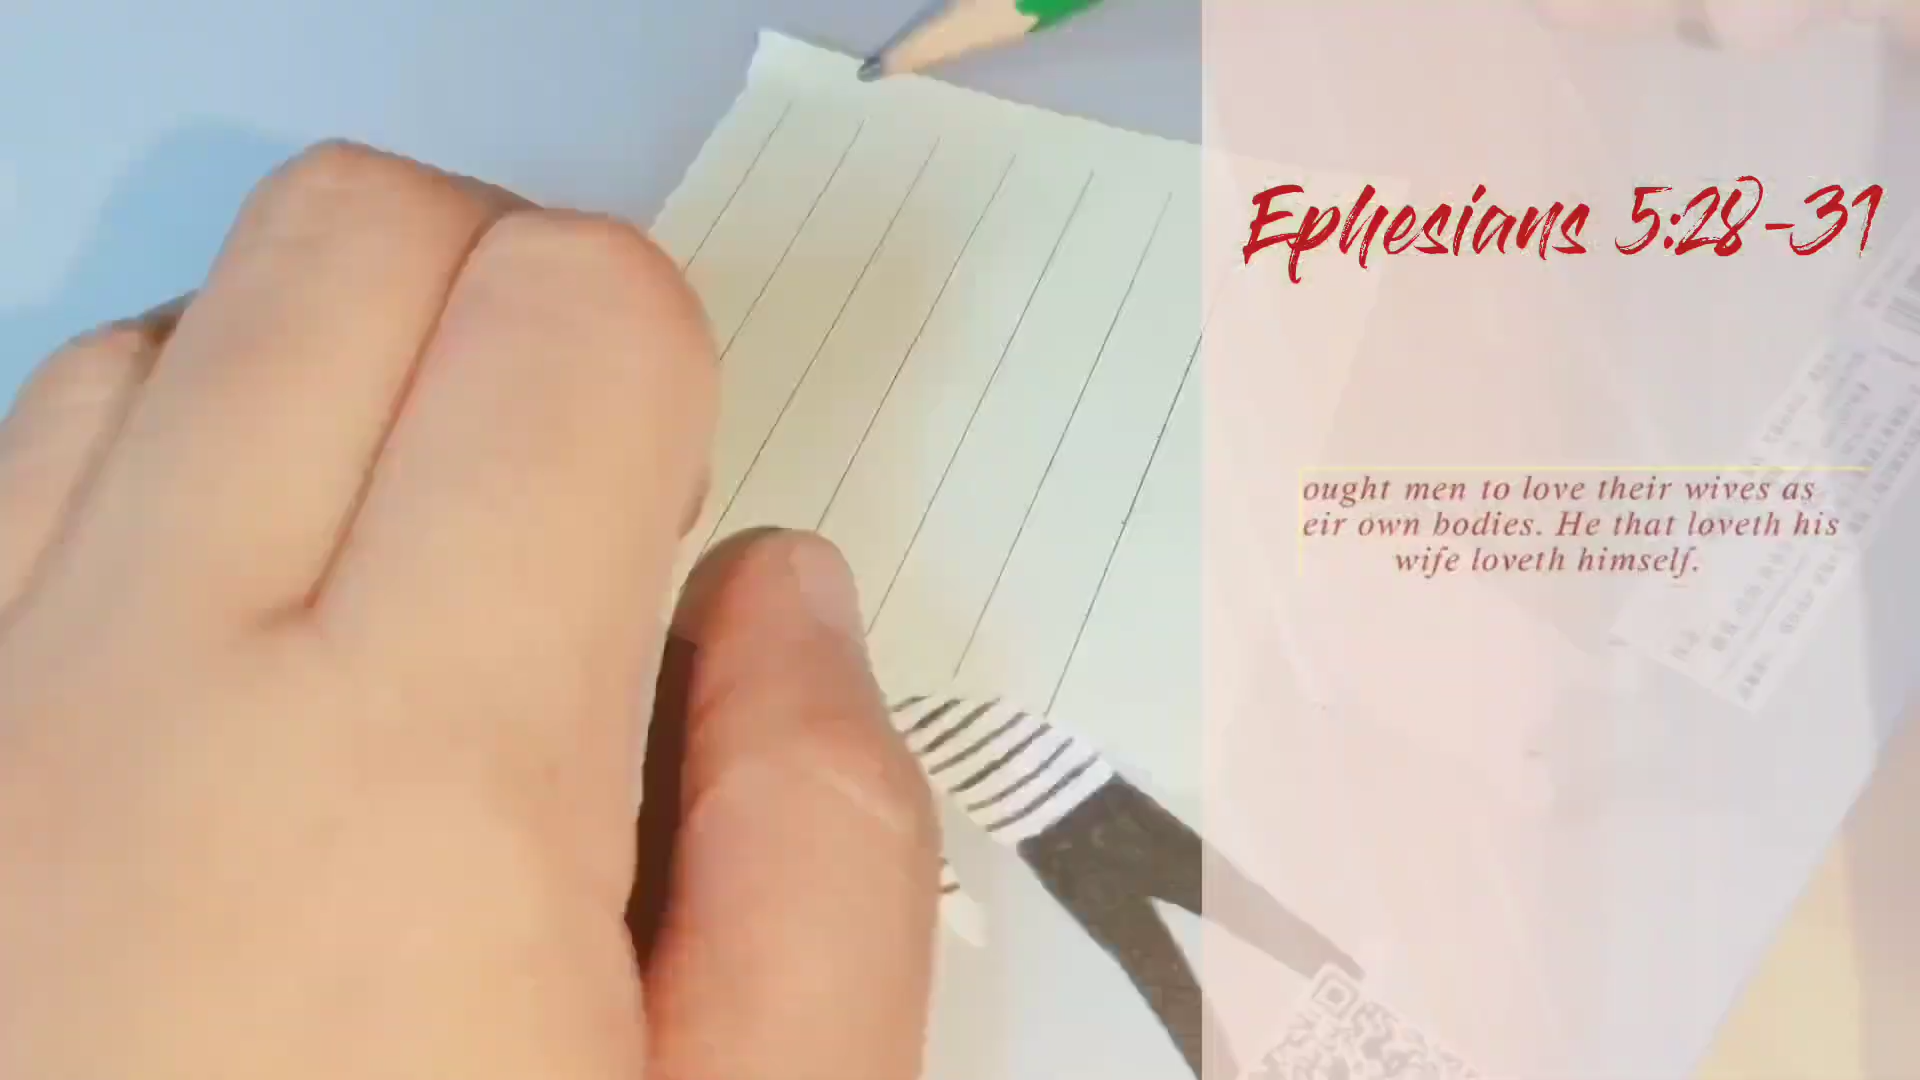 Ephesians 5:28-31
ought men to love their wives as
eir own bodies. He that loveth his
wife loveth himself.